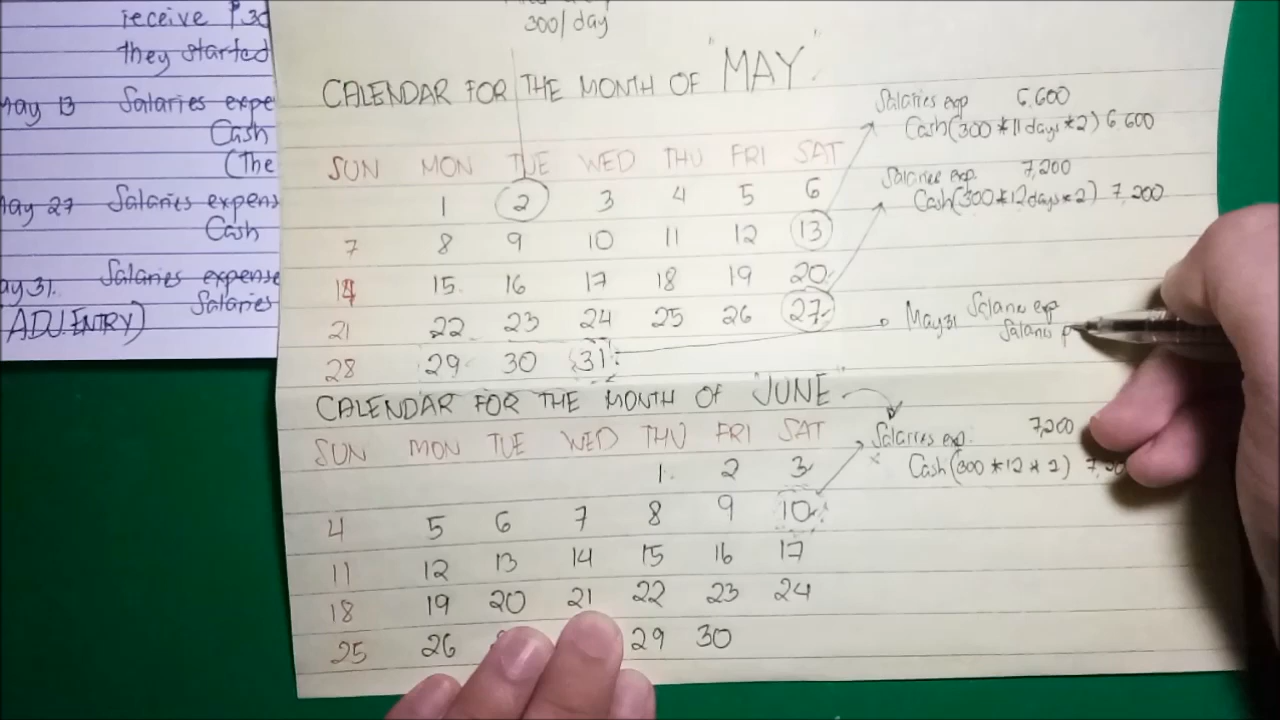 receive ₱30
they started
May 13 Salaries expe
Cash
(The
May 27 Salaries expens
Cash
ay 31. Salaries expense
Salaries
(ADJ. ENTRY)
300/day
CALENDAR FOR THE MONTH OF "MAY".
SUN MON TUE WED THU FRI SAT
1 2 3 4 5 6
7 8 9 10 11 12 13
14 15 16 17 18 19 20
21 22 23 24 25 26 27
28 29 30 31
Salaries exp 6,600
Cash (300 * 11 days * 2) 6 600
Salaries exp. 7,200
Cash (300 * 12 days * 2) 7,200
May 31 Salaries exp
Salaries p
CALENDAR FOR THE MONTH OF "JUNE"
SUN MON TUE WED THU FRI SAT
1 2 3
4 5 6 7 8 9 10
11 12 13 14 15 16 17
18 19 20 21 22 23 24
25 26 29 30
Salaries exp. 7,200
Cash (300 * 12 * 2) 7,20